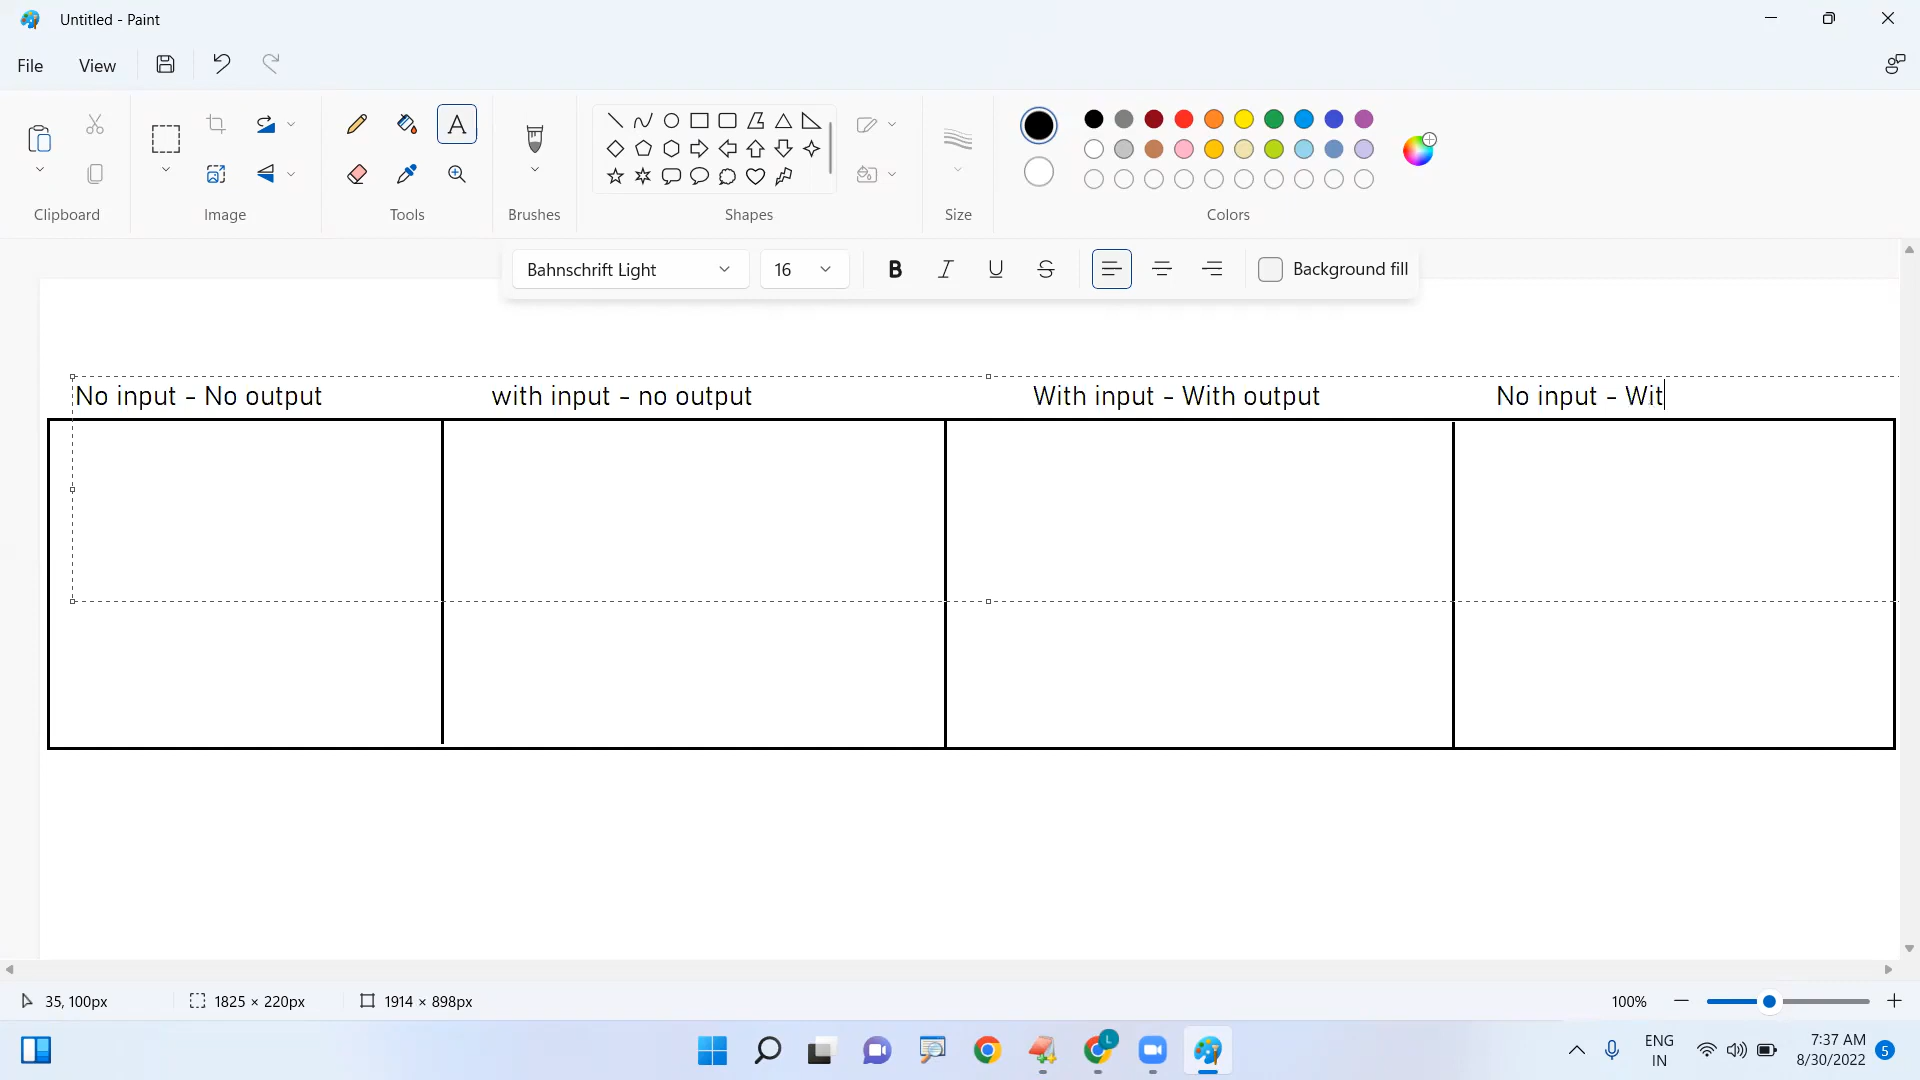 Untitled - Paint
File View
Clipboard Image Tools Brushes Shapes Size Colors
Bahnschrift Light 16 B I U S Background fill
No input - No output with input - no output With input - With output No input - Wit
35, 100px 1825 × 220px 1914 × 898px 100%
ENG 7:37 AM
IN 8/30/2022 5
L